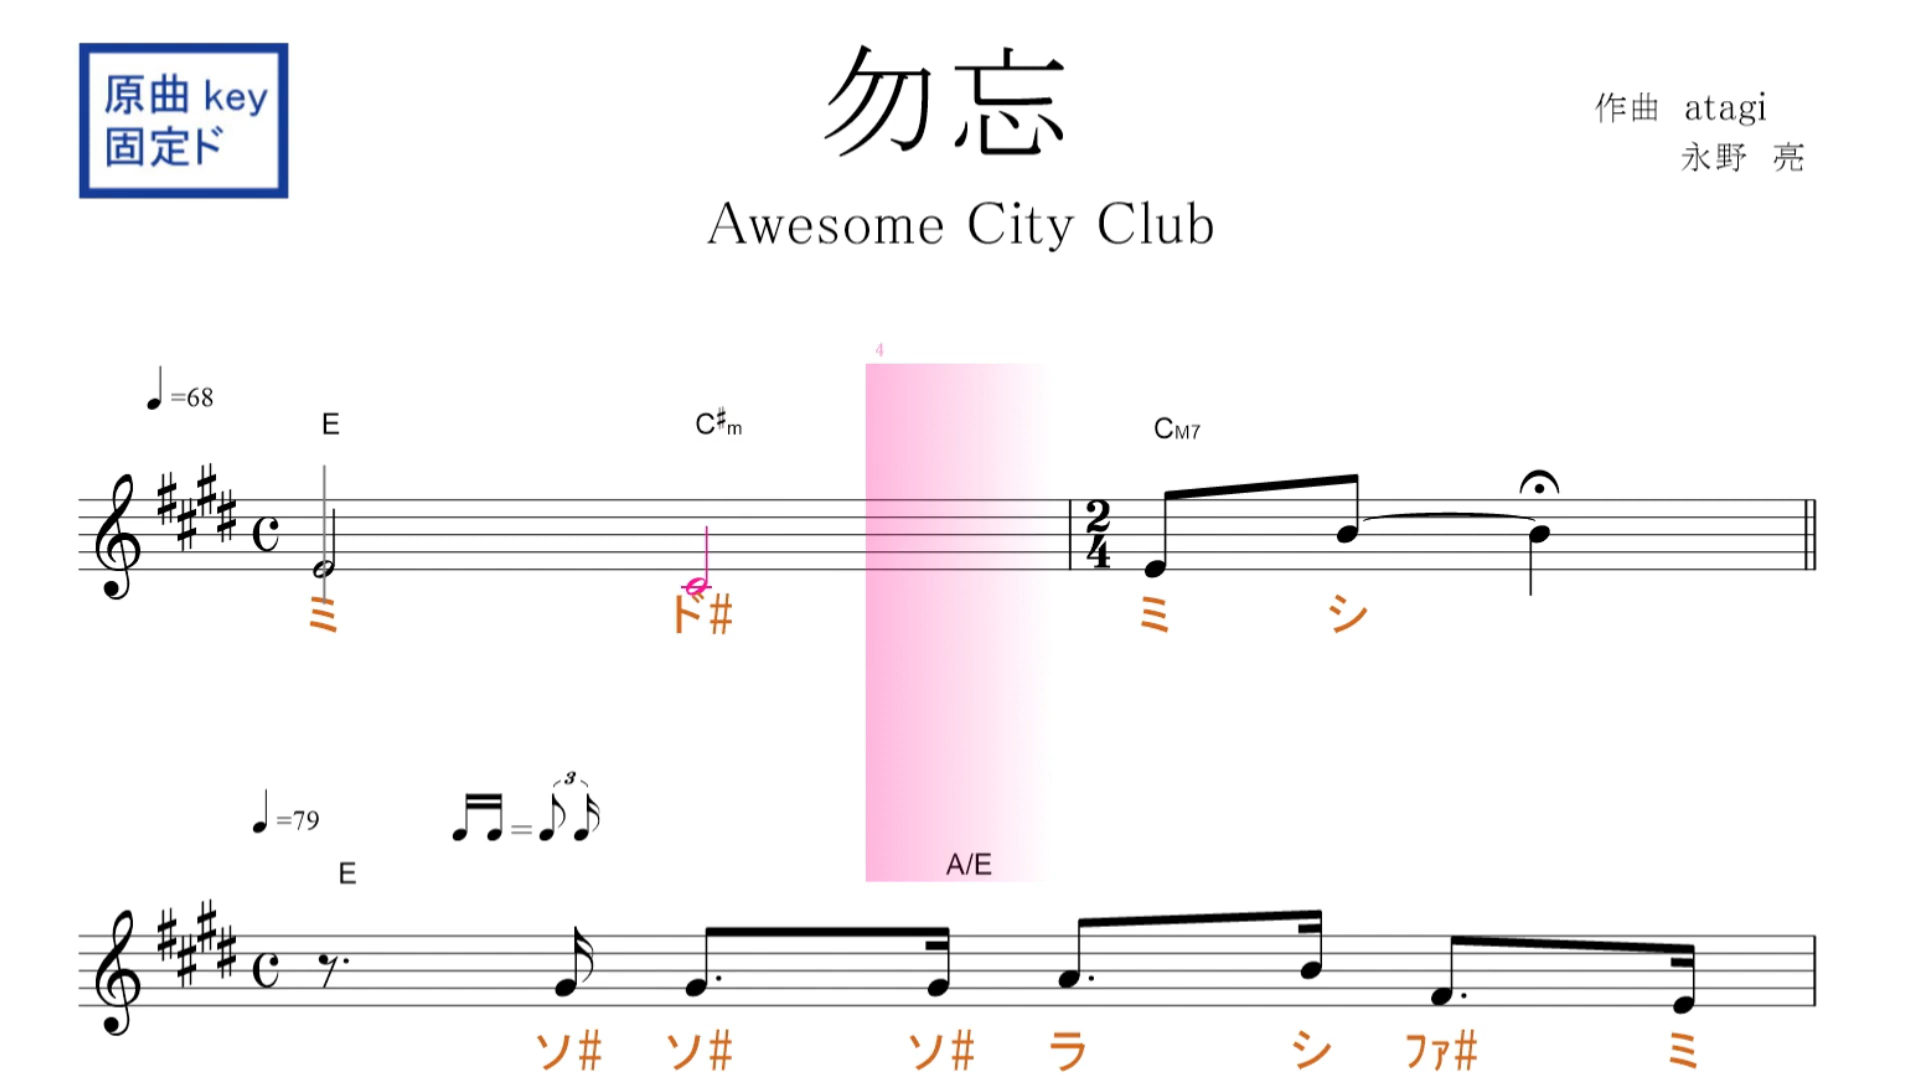 原曲 key
固定ド
勿忘
作曲 atagi
永野 亮
Awesome City Club
4
=68
E C#m CM7
2
4
ミ ド# ミ シ
3
=79 =
E A/E
ソ# ソ# ソ# ラ シ ファ# ミ